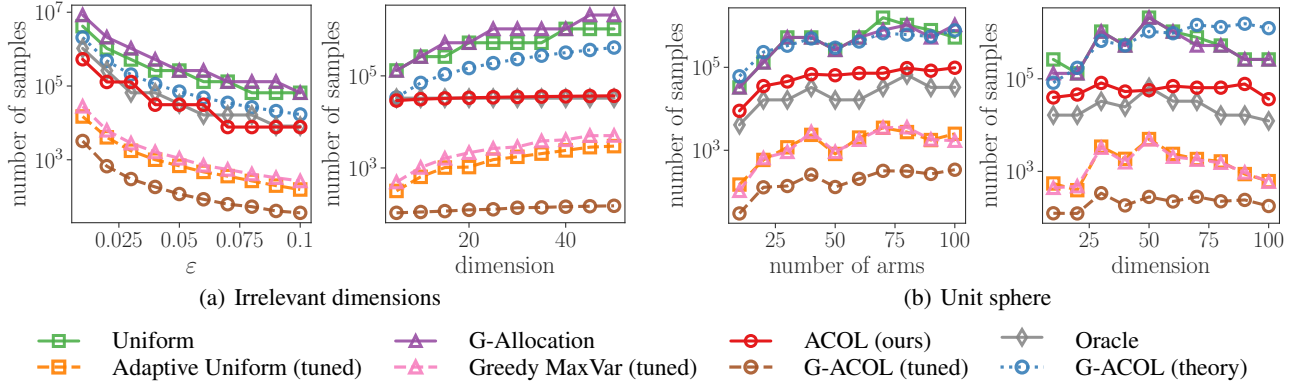 number of samples
10^7
10^5
10^3
0.025
0.05
0.075
0.1
ε
number of samples
10^5
10^3
20
40
dimension
(a) Irrelevant dimensions
number of samples
10^5
10^3
25
50
75
100
number of arms
number of samples
10^5
10^3
25
50
75
100
dimension
(b) Unit sphere
Uniform
G-Allocation
ACOL (ours)
Oracle
Adaptive Uniform (tuned)
Greedy MaxVar (tuned)
G-ACOL (tuned)
G-ACOL (theory)